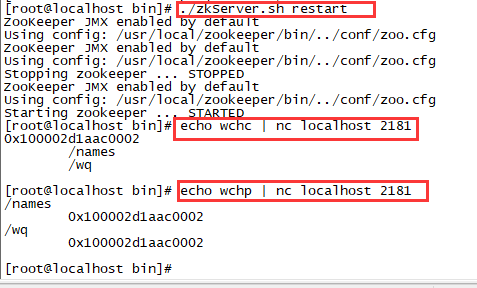 [root@localhost bin]# ./zkServer.sh restart
ZooKeeper JMX enabled by default
Using config: /usr/local/zookeeper/bin/../conf/zoo.cfg
ZooKeeper JMX enabled by default
Using config: /usr/local/zookeeper/bin/../conf/zoo.cfg
Stopping zookeeper ... STOPPED
ZooKeeper JMX enabled by default
Using config: /usr/local/zookeeper/bin/../conf/zoo.cfg
Starting zookeeper ... STARTED
[root@localhost bin]# echo wchc | nc localhost 2181
0x100002d1aac0002
/names
/wq
[root@localhost bin]# echo wchp | nc localhost 2181
/names
0x100002d1aac0002
/wq
0x100002d1aac0002
[root@localhost bin]#